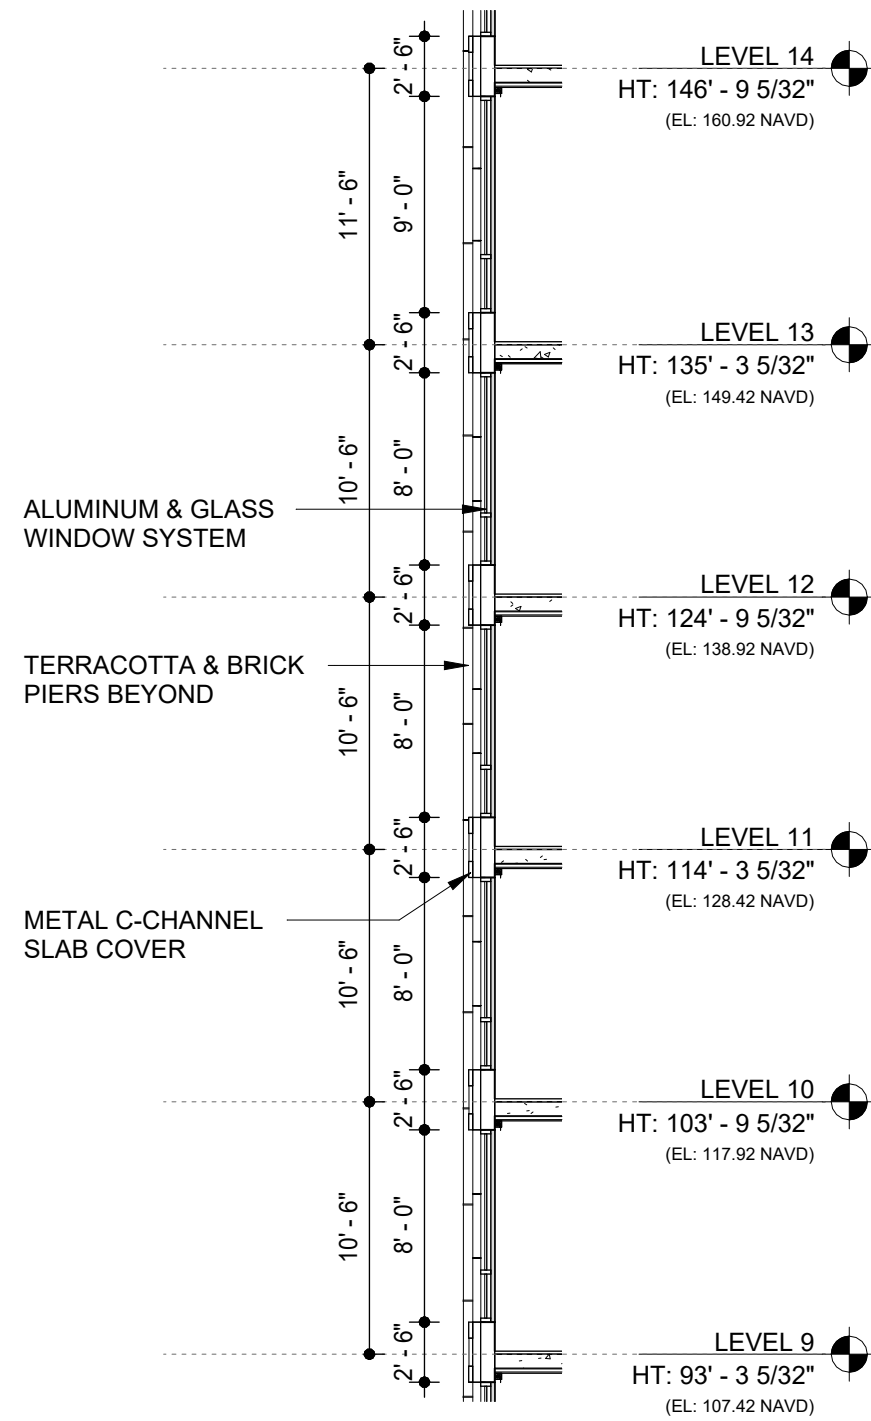 2' - 6"
LEVEL 14
HT: 146' - 9 5/32"
(EL: 160.92 NAVD)
11' - 6"
9' - 0"
2' - 6"
LEVEL 13
HT: 135' - 3 5/32"
(EL: 149.42 NAVD)
10' - 6"
8' - 0"
ALUMINUM & GLASS
WINDOW SYSTEM
2' - 6"
LEVEL 12
HT: 124' - 9 5/32"
(EL: 138.92 NAVD)
TERRACOTTA & BRICK
PIERS BEYOND
10' - 6"
8' - 0"
2' - 6"
LEVEL 11
HT: 114' - 3 5/32"
(EL: 128.42 NAVD)
METAL C-CHANNEL
SLAB COVER
10' - 6"
8' - 0"
2' - 6"
LEVEL 10
HT: 103' - 9 5/32"
(EL: 117.92 NAVD)
10' - 6"
8' - 0"
2' - 6"
LEVEL 9
HT: 93' - 3 5/32"
(EL: 107.42 NAVD)